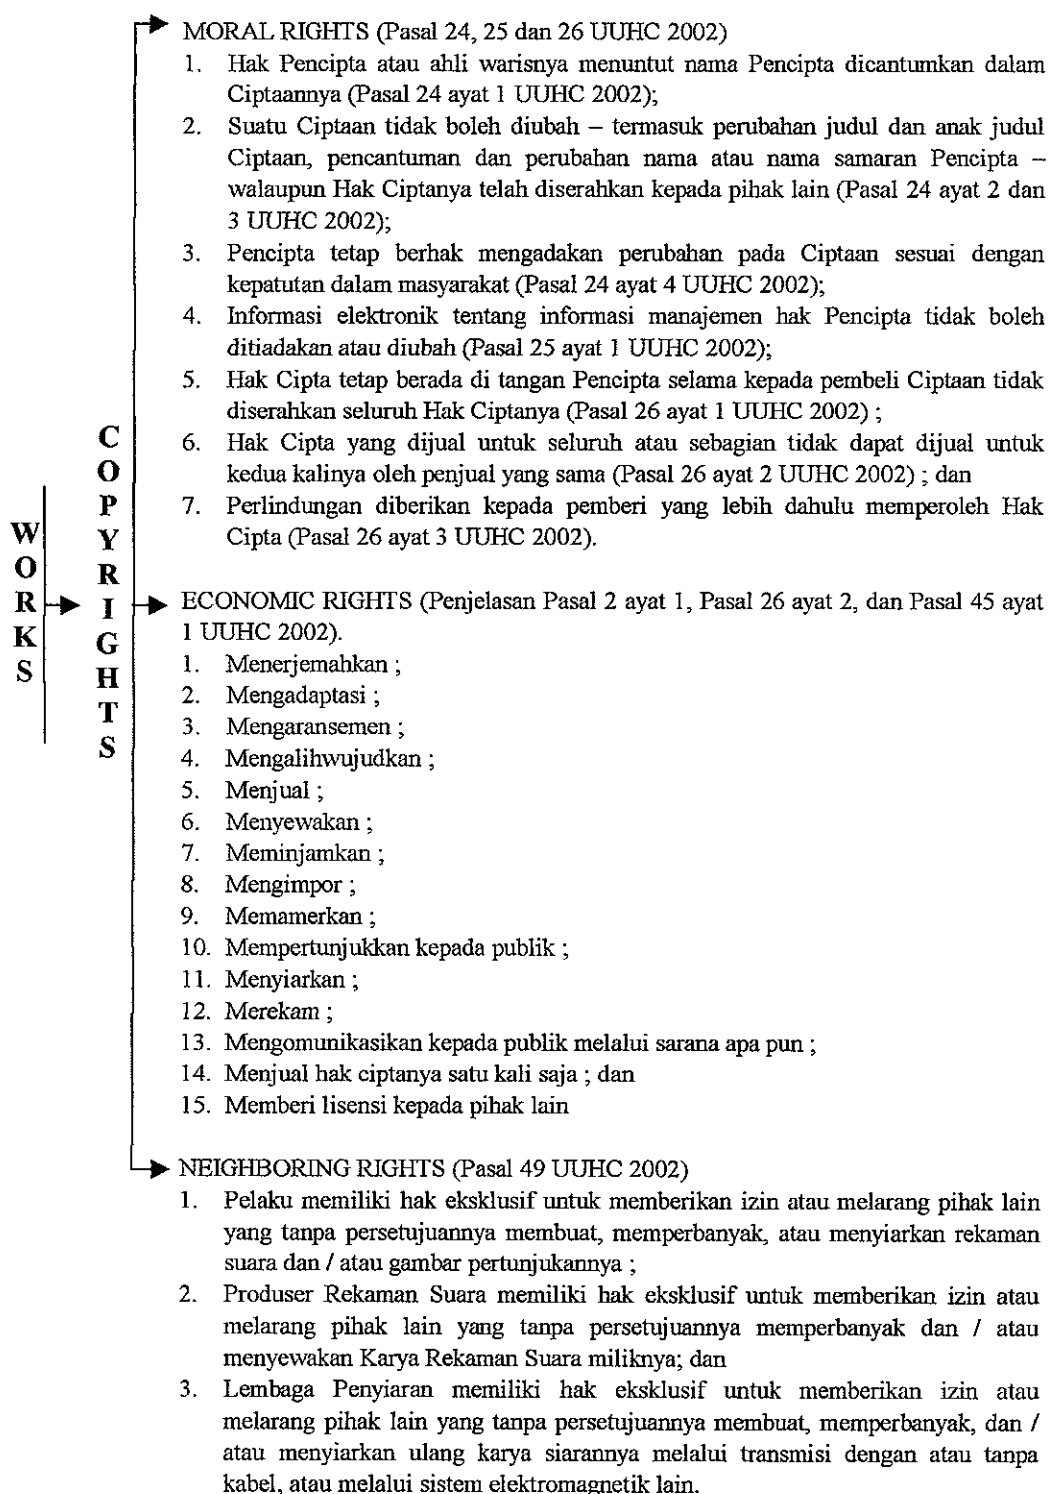 MORAL RIGHTS (Pasal 24, 25 dan 26 UUHC 2002)
1. Hak Pencipta atau ahli warisnya menuntut nama Pencipta dicantumkan dalam
Ciptaannya (Pasal 24 ayat 1 UUHC 2002);
2. Suatu Ciptaan tidak boleh diubah – termasuk perubahan judul dan anak judul
Ciptaan, pencantuman dan perubahan nama atau nama samaran Pencipta –
walaupun Hak Ciptanya telah diserahkan kepada pihak lain (Pasal 24 ayat 2 dan
3 UUHC 2002);
3. Pencipta tetap berhak mengadakan perubahan pada Ciptaan sesuai dengan
kepatutan dalam masyarakat (Pasal 24 ayat 4 UUHC 2002);
4. Informasi elektronik tentang informasi manajemen hak Pencipta tidak boleh
ditiadakan atau diubah (Pasal 25 ayat 1 UUHC 2002);
5. Hak Cipta tetap berada di tangan Pencipta selama kepada pembeli Ciptaan tidak
diserahkan seluruh Hak Ciptanya (Pasal 26 ayat 1 UUHC 2002) ;
6. Hak Cipta yang dijual untuk seluruh atau sebagian tidak dapat dijual untuk
kedua kalinya oleh penjual yang sama (Pasal 26 ayat 2 UUHC 2002) ; dan
7. Perlindungan diberikan kepada pemberi yang lebih dahulu memperoleh Hak
Cipta (Pasal 26 ayat 3 UUHC 2002).
WORKS
COPYRIGHTS
ECONOMIC RIGHTS (Penjelasan Pasal 2 ayat 1, Pasal 26 ayat 2, dan Pasal 45 ayat
1 UUHC 2002).
1. Menerjemahkan ;
2. Mengadaptasi ;
3. Mengaransemen ;
4. Mengalihwujudkan ;
5. Menjual ;
6. Menyewakan ;
7. Meminjamkan ;
8. Mengimpor ;
9. Memamerkan ;
10. Mempertunjukkan kepada publik ;
11. Menyiarkan ;
12. Merekam ;
13. Mengomunikasikan kepada publik melalui sarana apa pun ;
14. Menjual hak ciptanya satu kali saja ; dan
15. Memberi lisensi kepada pihak lain
NEIGHBORING RIGHTS (Pasal 49 UUHC 2002)
1. Pelaku memiliki hak eksklusif untuk memberikan izin atau melarang pihak lain
yang tanpa persetujuannya membuat, memperbanyak, atau menyiarkan rekaman
suara dan / atau gambar pertunjukannya ;
2. Produser Rekaman Suara memiliki hak eksklusif untuk memberikan izin atau
melarang pihak lain yang tanpa persetujuannya memperbanyak dan / atau
menyewakan Karya Rekaman Suara miliknya; dan
3. Lembaga Penyiaran memiliki hak eksklusif untuk memberikan izin atau
melarang pihak lain yang tanpa persetujuannya membuat, memperbanyak, dan /
atau menyiarkan ulang karya siarannya melalui transmisi dengan atau tanpa
kabel, atau melalui sistem elektromagnetik lain.